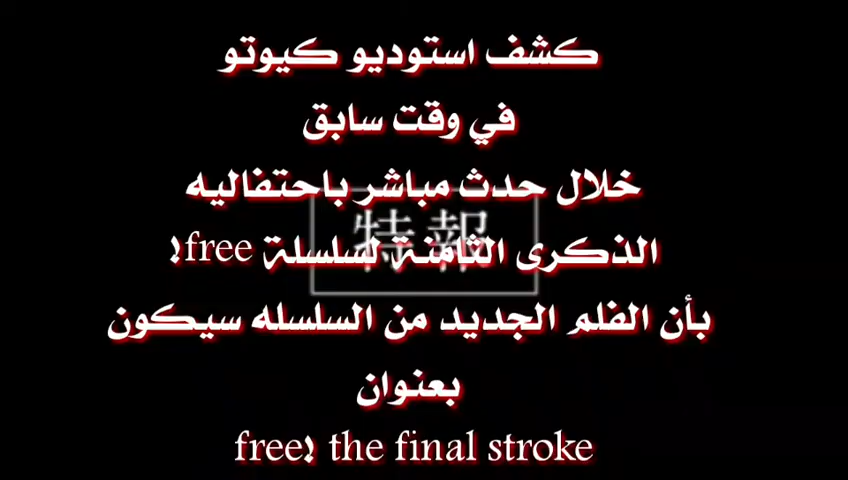 كشف استوديو كيوتو
في وقت سابق
خلال حدث مباشر باحتفاليه
特報
الذكرى الثامنة لسلسلة free!
بأن الفلم الجديد من السلسله سيكون
بعنوان
free! the final stroke